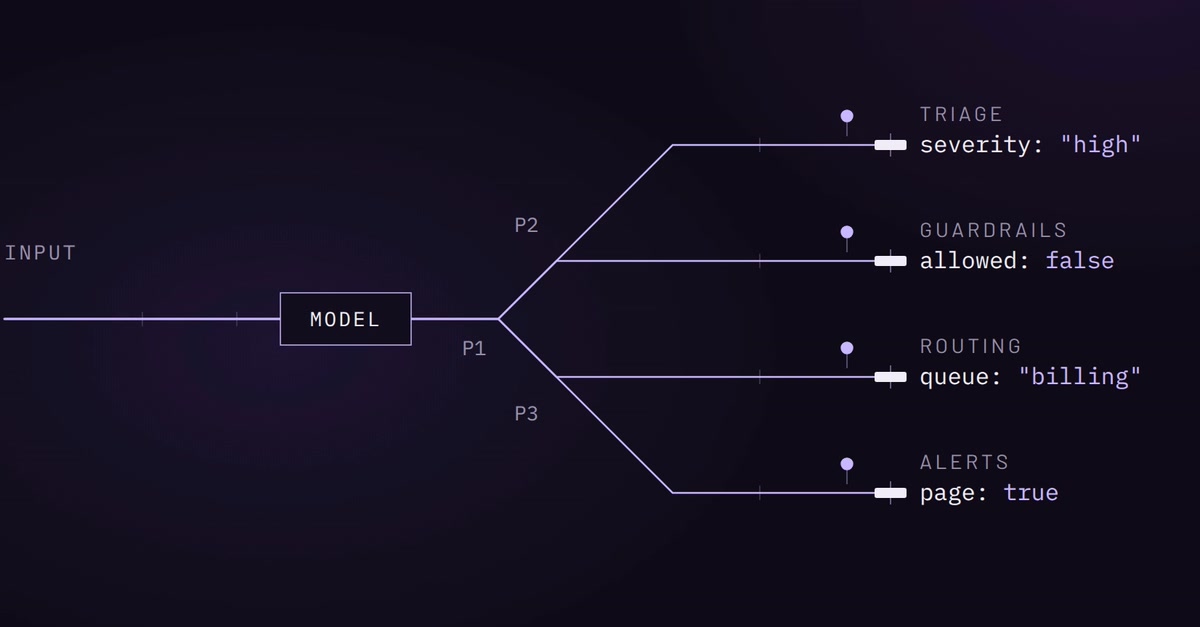 INPUT
MODEL
P1
P2
P3
TRIAGE
severity: "high"
GUARDRAILS
allowed: false
ROUTING
queue: "billing"
ALERTS
page: true